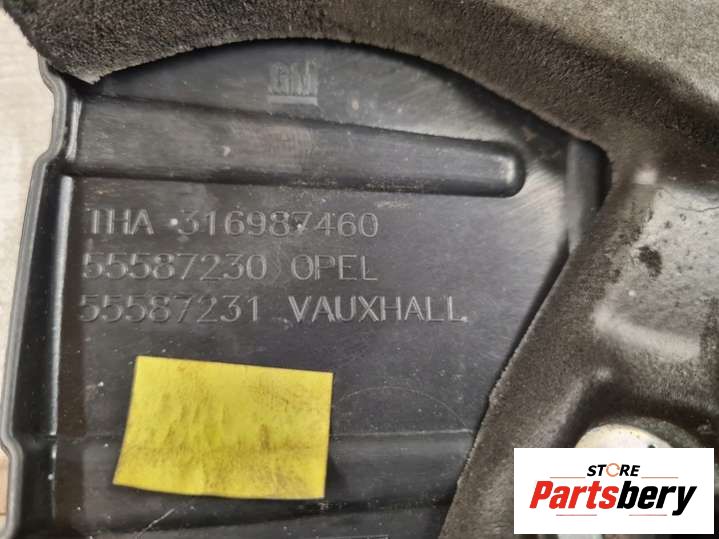 GM
THA 316987460
55587230 OPEL
55587231 VAUXHALL
STORE
Partsbery